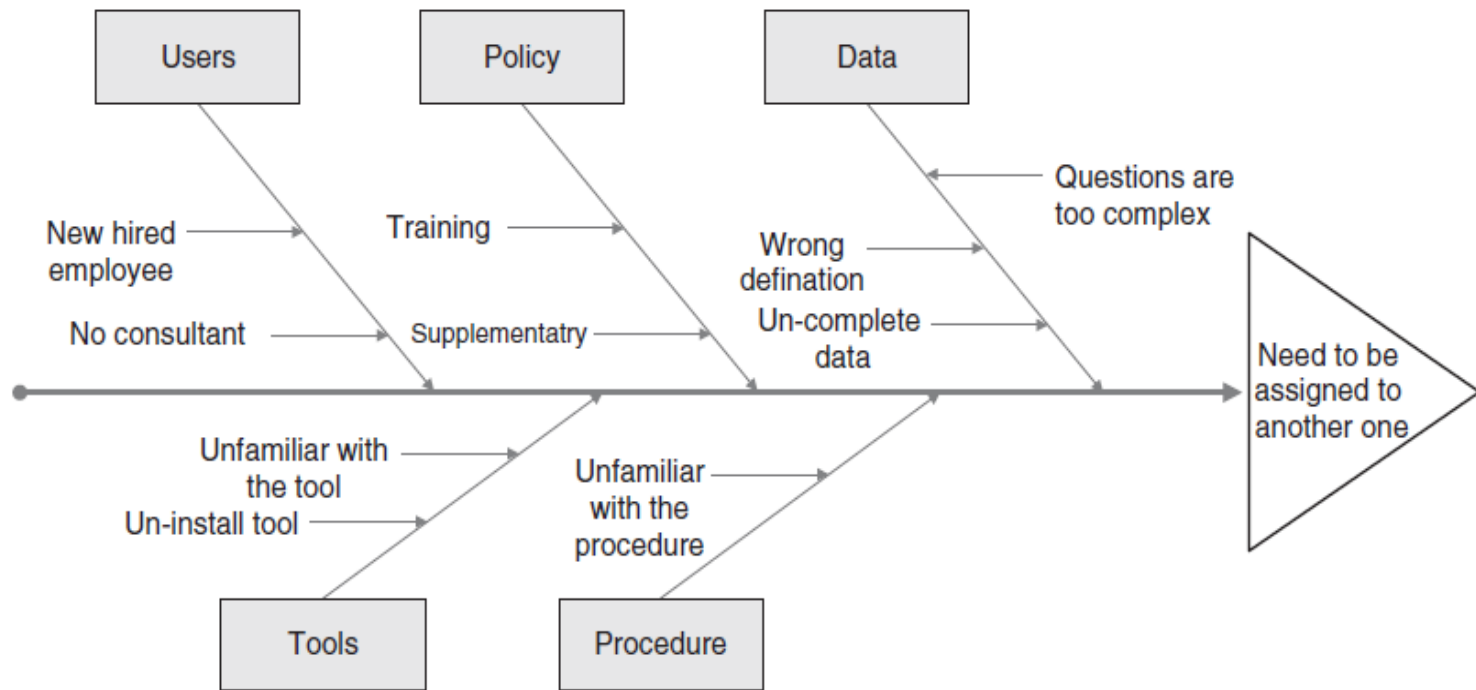 Users
Policy
Data
Questions are
too complex
New hired
employee
Training
Wrong
defination
No consultant
Supplementatry
Un-complete
data
Need to be
assigned to
another one
Unfamiliar with
the tool
Un-install tool
Unfamiliar
with the
procedure
Tools
Procedure